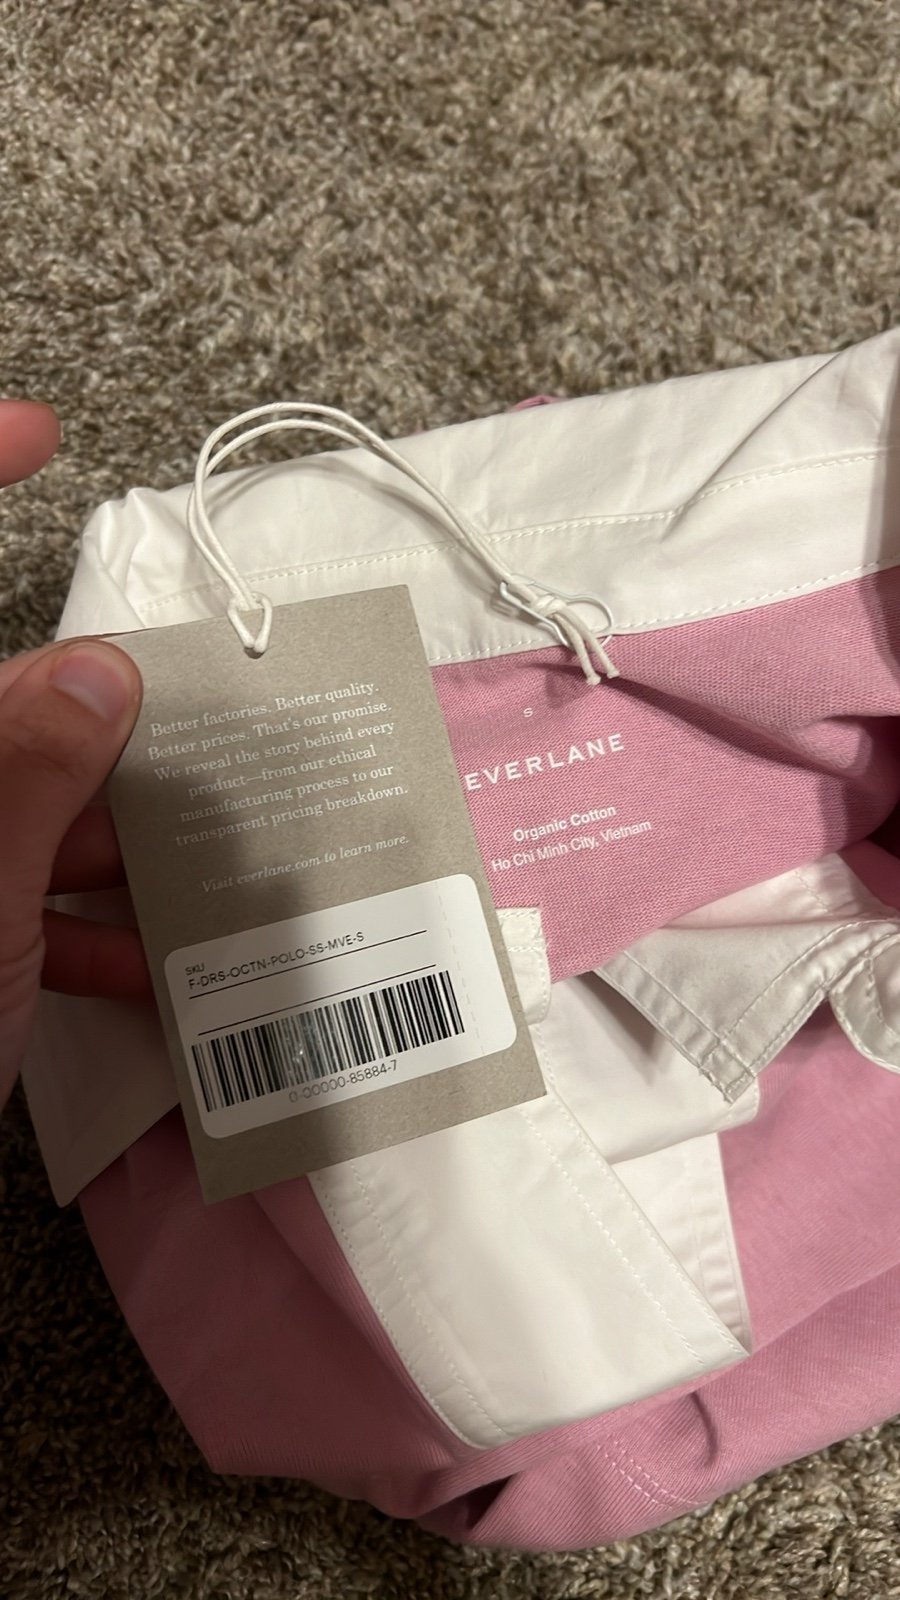 Better factories. Better quality.
Better prices. That's our promise.
We reveal the story behind every
product—from our ethical
manufacturing process to our
transparent pricing breakdown.
Visit everlane.com to learn more.
SKU
F-DRS-OCTN-POLO-SS-MVE-S
0-00000-85884-7
S
EVERLANE
Organic Cotton
Ho Chi Minh City, Vietnam